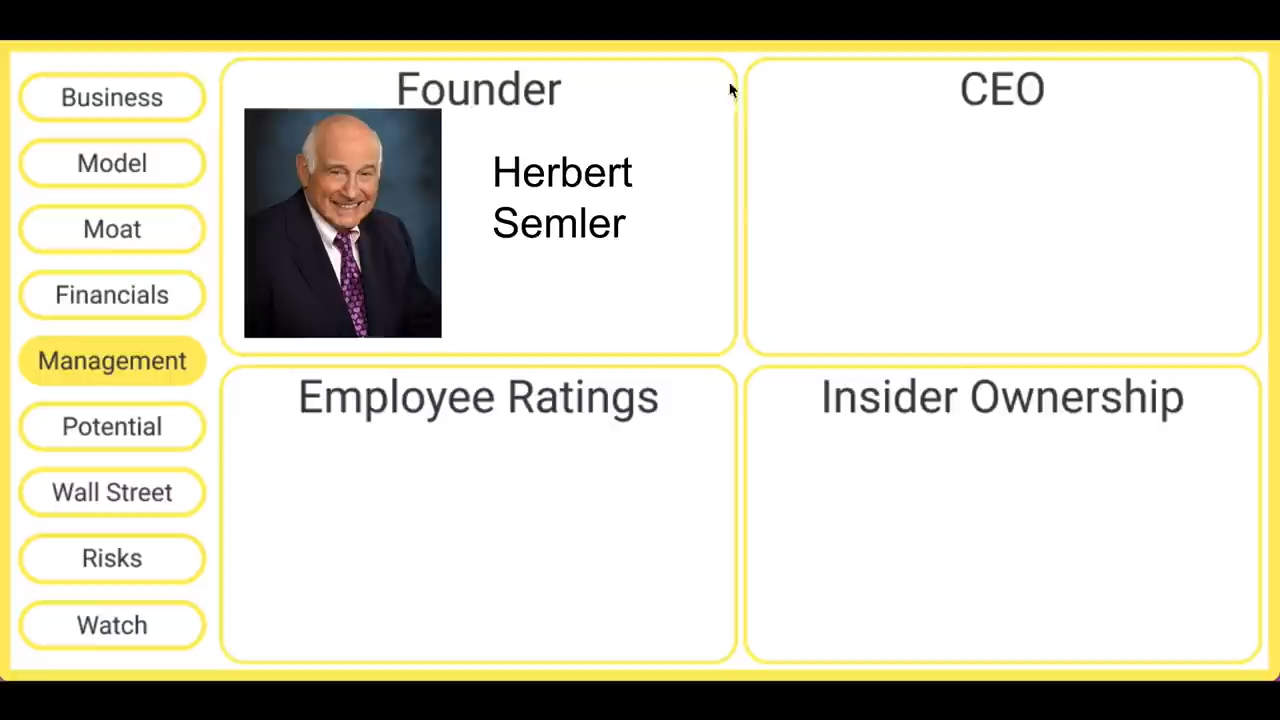 Business
Model
Moat
Financials
Management
Potential
Wall Street
Risks
Watch
Founder
Herbert
Semler
CEO
Employee Ratings
Insider Ownership